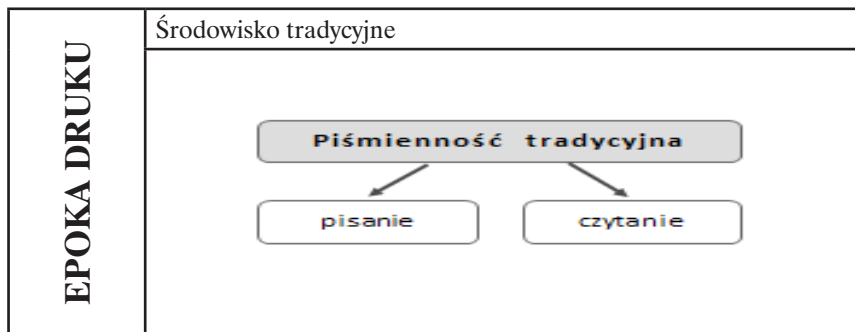 EPOKA DRUKU
Środowisko tradycyjne
Piśmienność tradycyjna
pisanie
czytanie